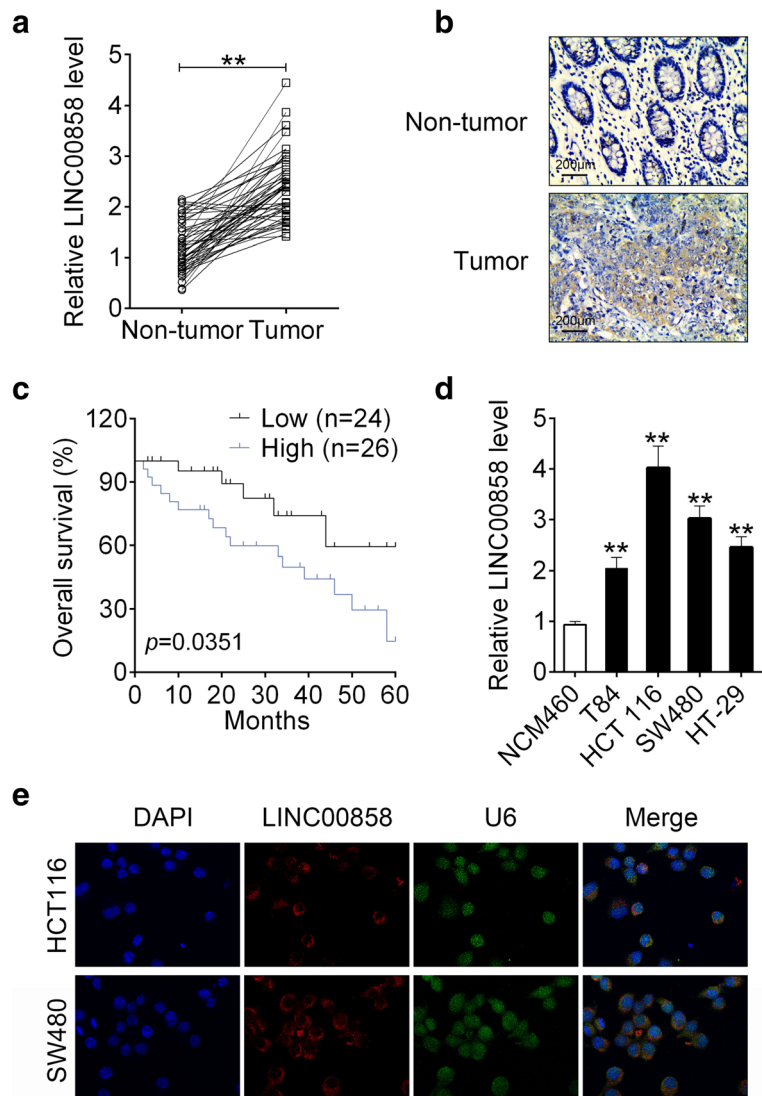 a
Relative LINC00858 level
5
4
3
2
1
0
**
Non-tumor Tumor
b
Non-tumor
200μm
Tumor
200μm
c
Overall survival (%)
120
90
60
30
0
Low (n=24)
High (n=26)
p=0.0351
0 10 20 30 40 50 60
Months
d
Relative LINC00858 level
5
4
3
2
1
0
**
**
**
**
NCM460
T84
HCT 116
SW480
HT-29
e
DAPI LINC00858 U6 Merge
HCT116
SW480